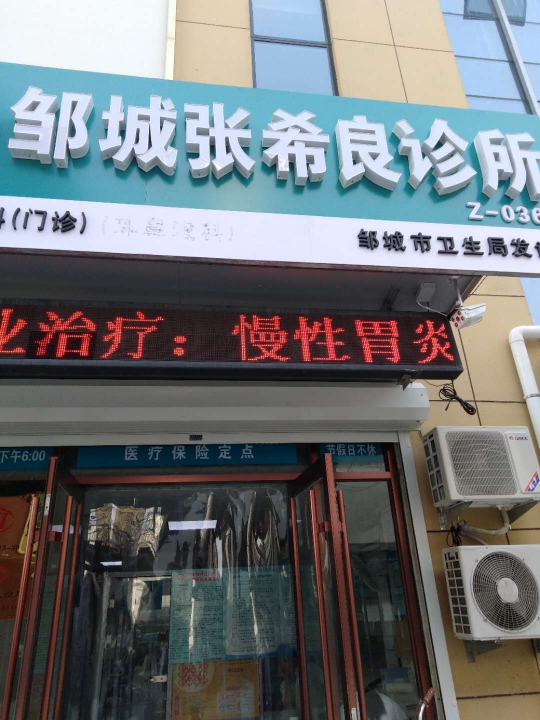 邹城张希良诊所
Z-036
科(门诊)
邹城市卫生局发
业治疗：慢性胃炎
下午6:00
医疗保险定点
节假日不休